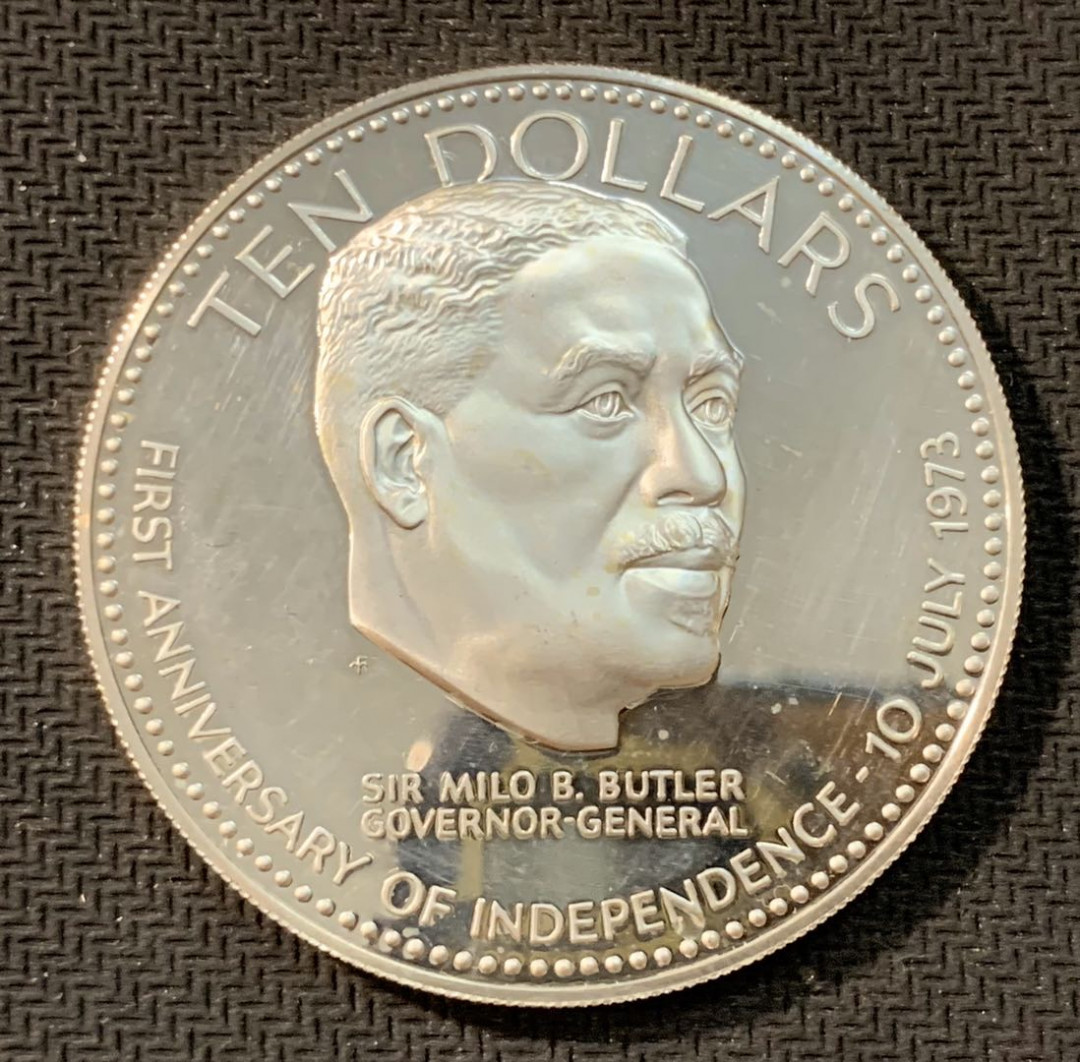 TEN DOLLARS
SIR MILO B. BUTLER
GOVERNOR-GENERAL
FIRST ANNIVERSARY OF INDEPENDENCE - 10 JULY 1973